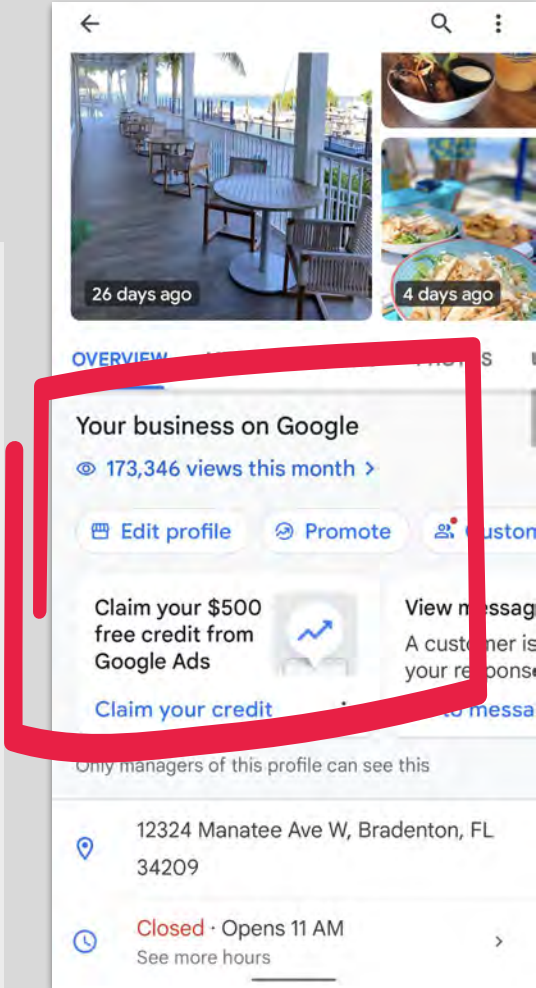 26 days ago
4 days ago
OVERVIEW
Your business on Google
173,346 views this month >
Edit profile
Promote
Claim your $500
free credit from
Google Ads
Claim your credit
View
A customer is
your
Only managers of this profile can see this
12324 Manatee Ave W, Bradenton, FL
34209
Closed · Opens 11 AM
See more hours